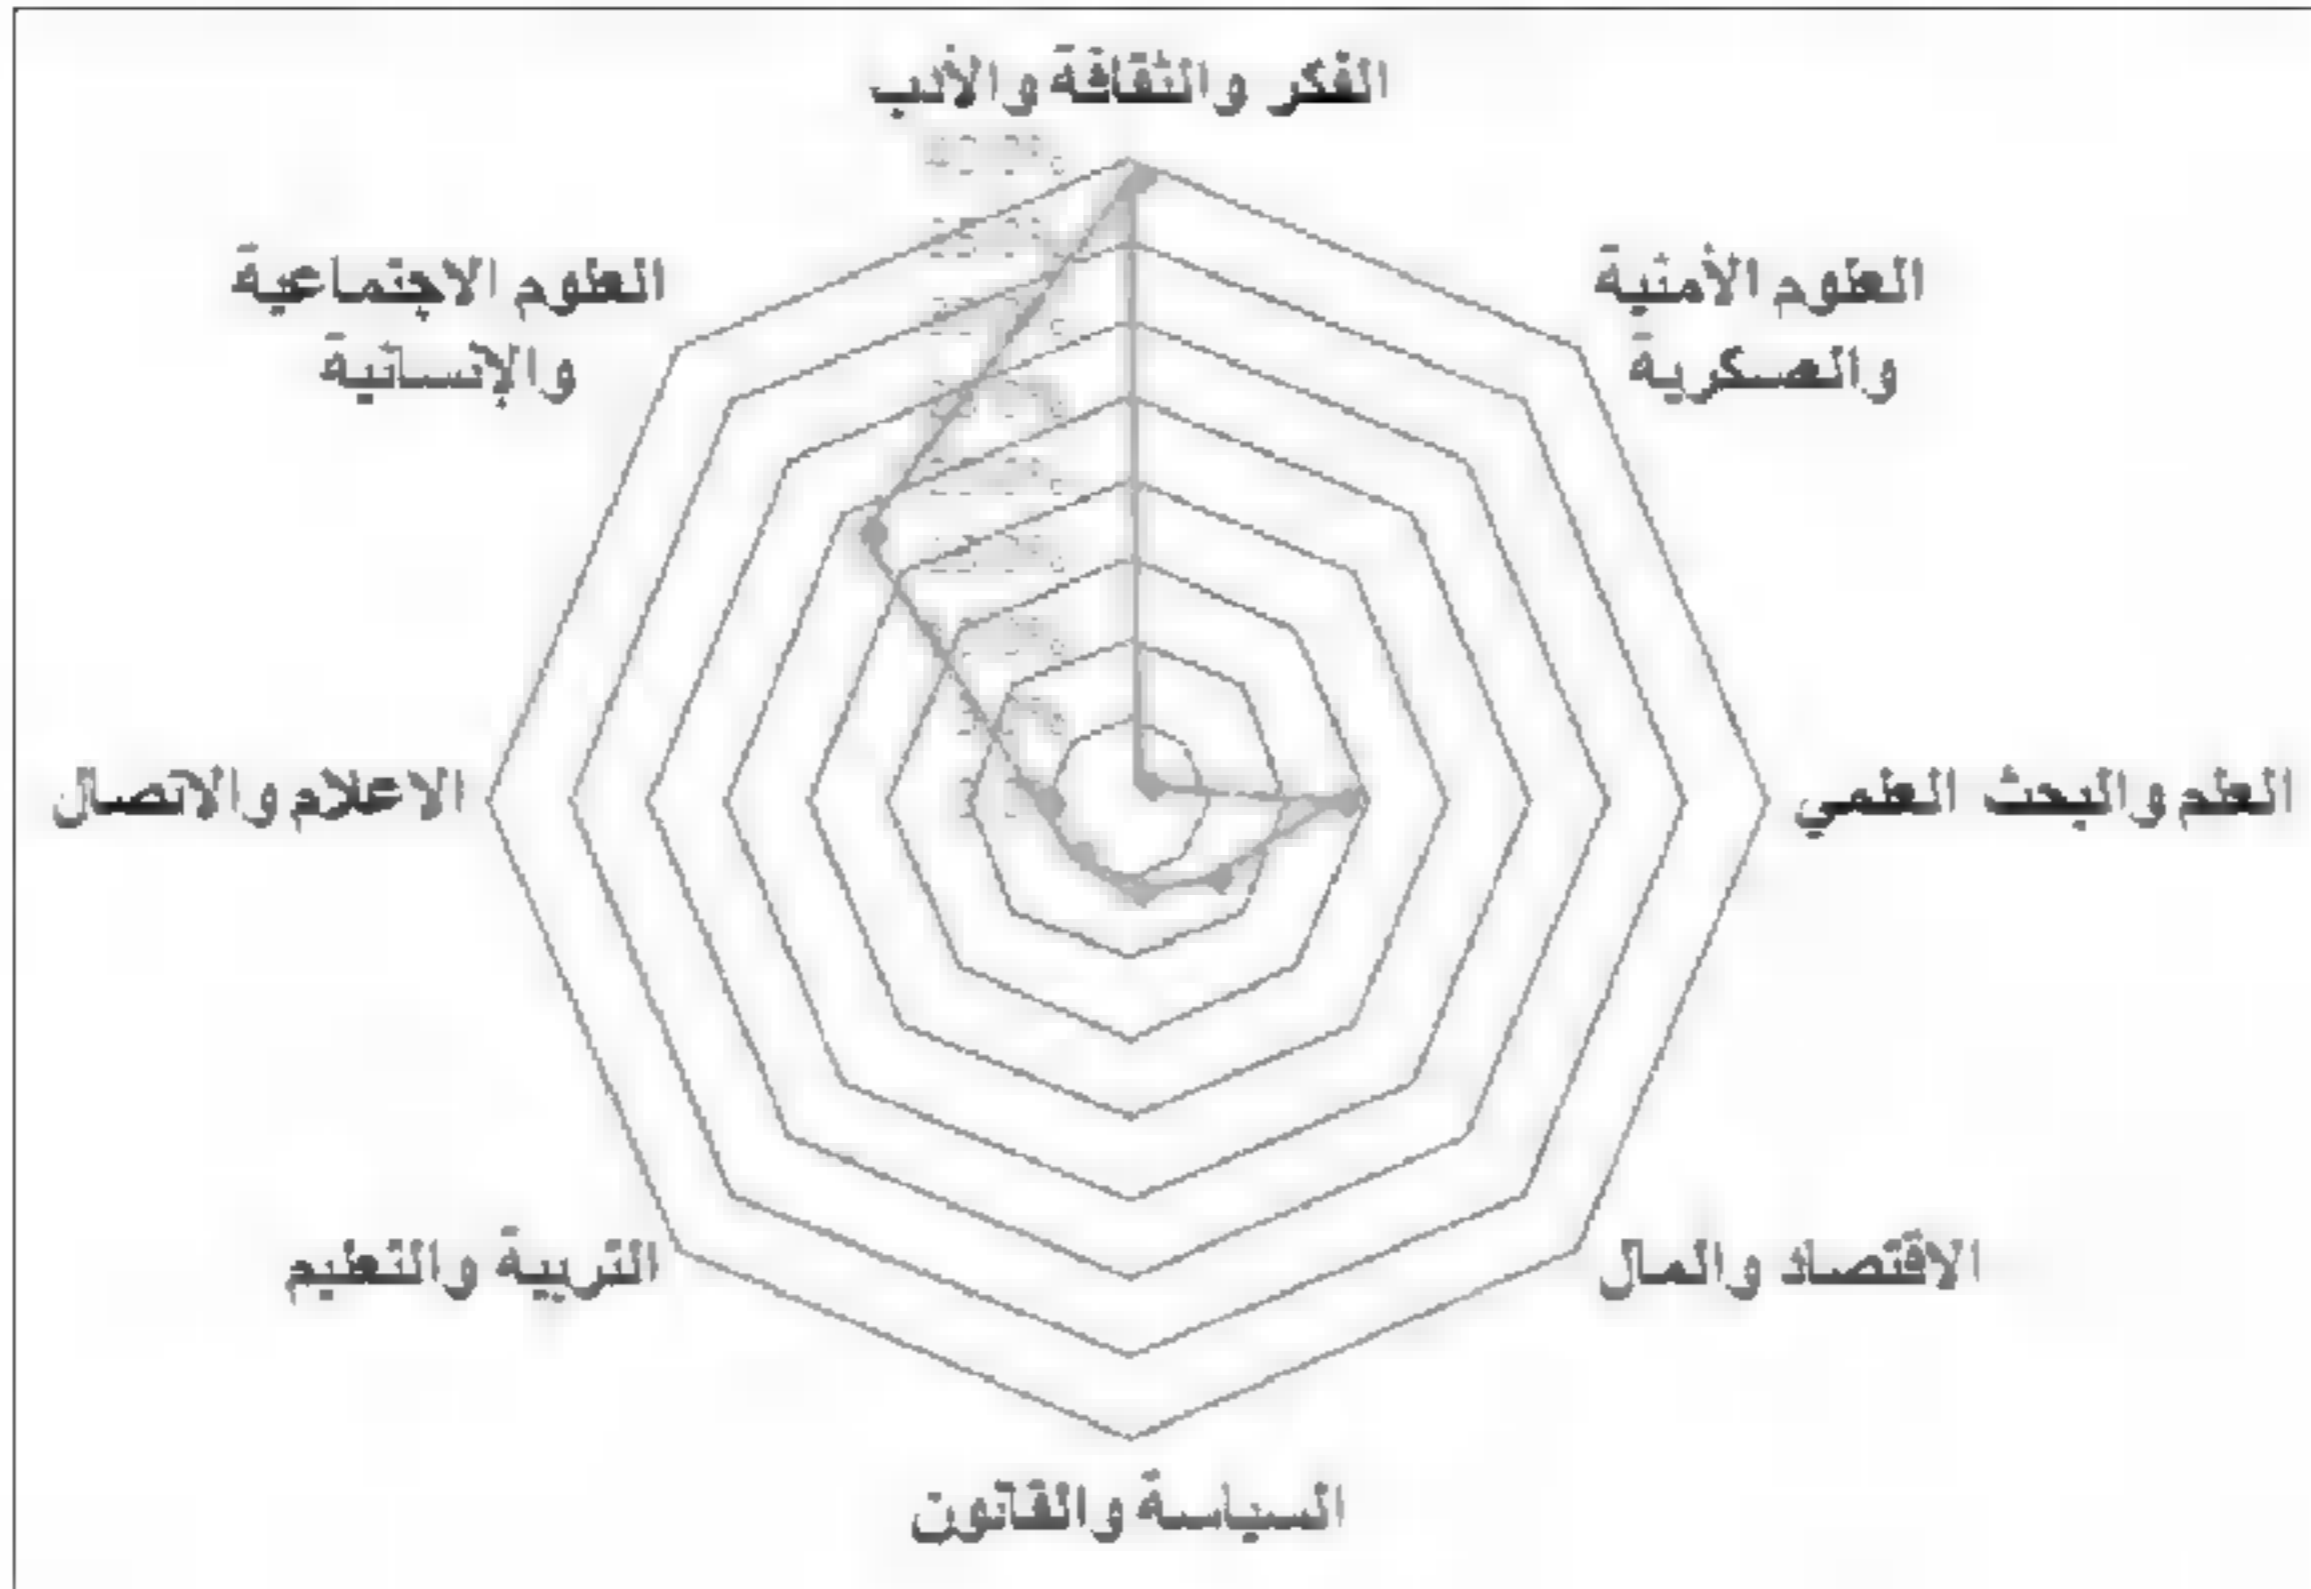 الفكر والثقافة والأدب
العلوم الأمنية
والعسكرية
العلم والبحث العلمي
الاقتصاد والمال
السياسة والقانون
التربية والتعليم
الاعلام والاتصال
العلوم الاجتماعية
والإنسانية